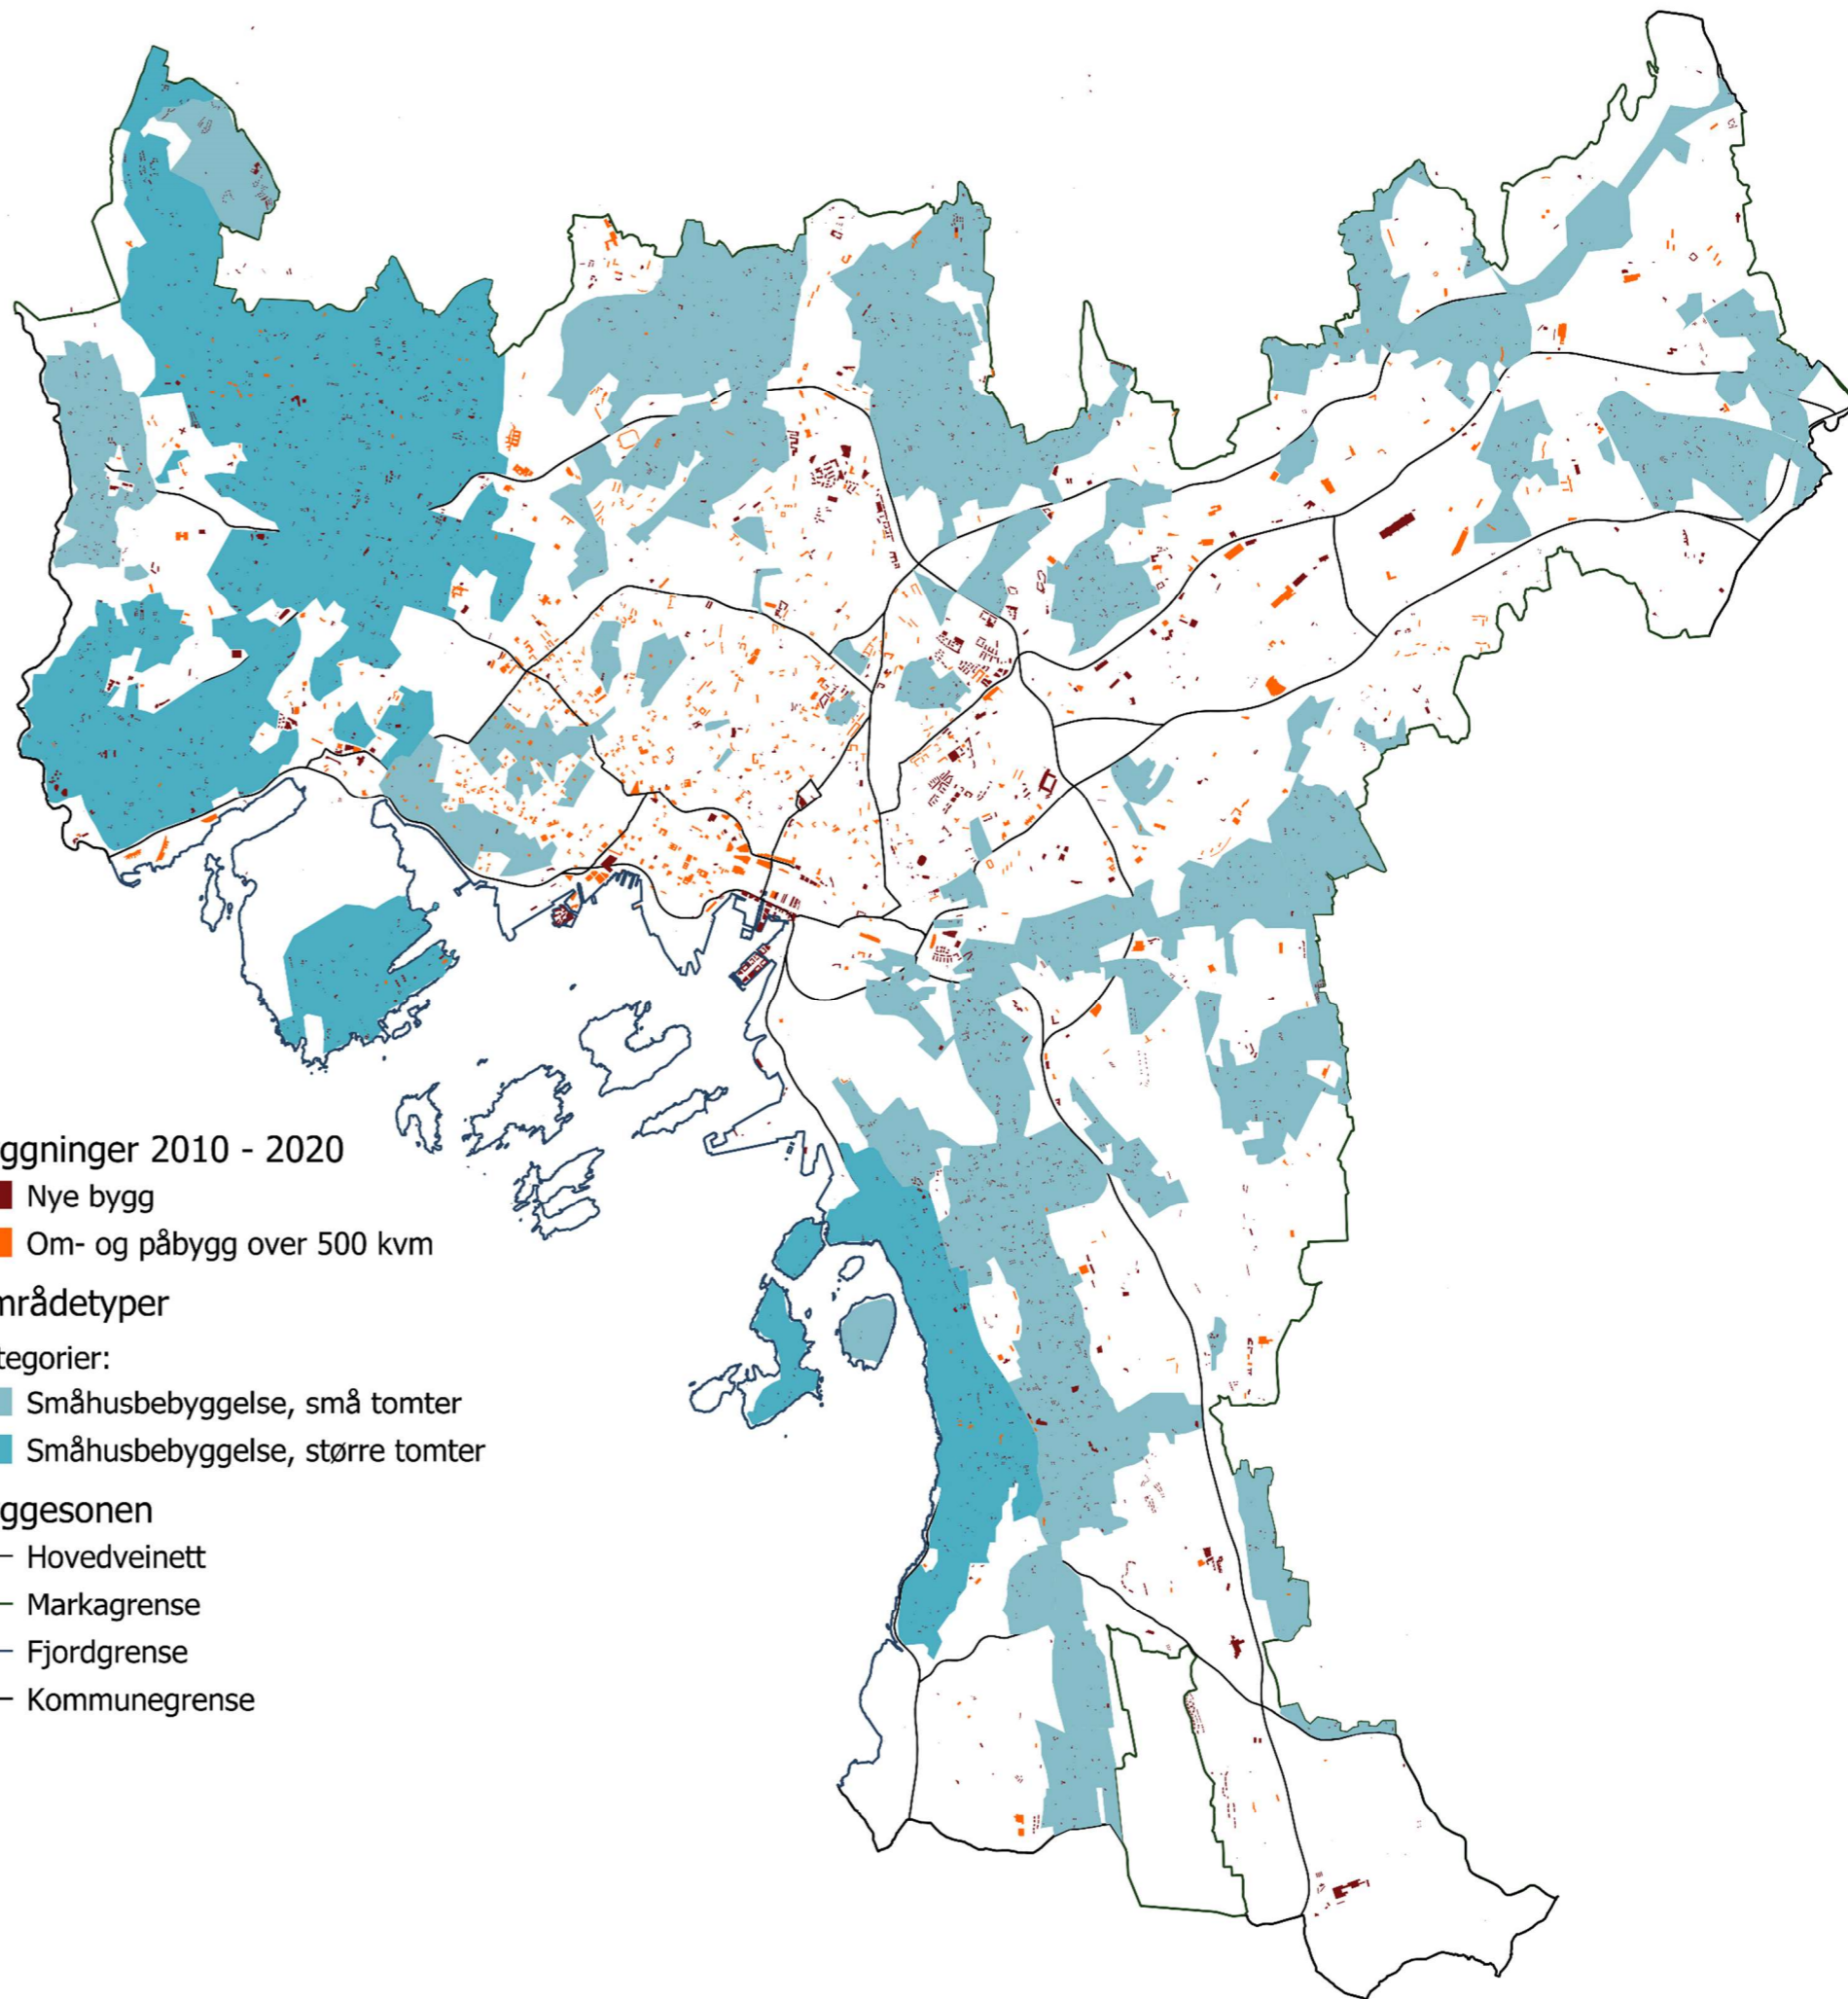 ggninger 2010 - 2020
Nye bygg
Om- og påbygg over 500 kvm
mrådetyper
tegorier:
Småhusbebyggelse, små tomter
Småhusbebyggelse, større tomter
ggesonen
Hovedveinett
Markagrense
Fjordgrense
Kommunegrense